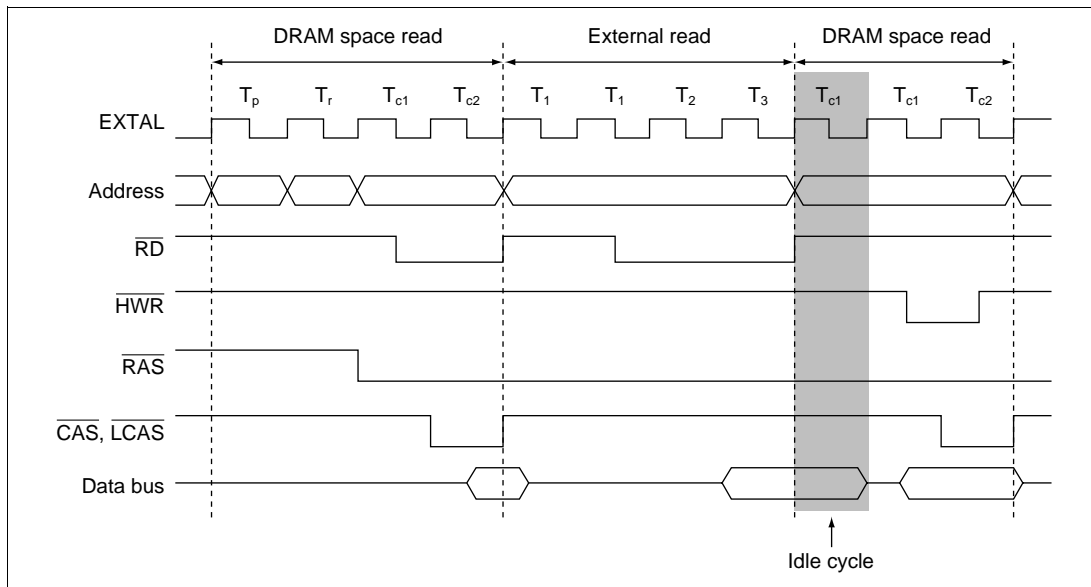 DRAM space read External read DRAM space read
Tp Tr Tc1 Tc2 T1 T1 T2 T3 Tc1 Tc1 Tc2
EXTAL
Address
RD
HWR
RAS
CAS, LCAS
Data bus
Idle cycle